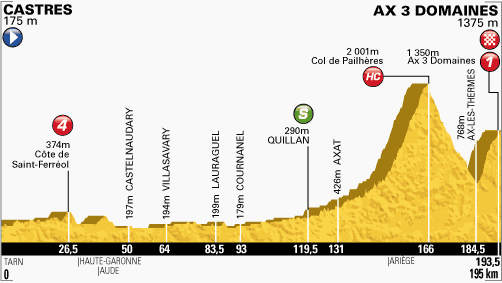 CASTRES
175 m
AX 3 DOMAINES
1375 m
1
2 001m
Col de Pailhères
HC
1 350m
Ax 3 Domaines
4
374m
Côte de
Saint-Ferréol
197m CASTELNAUDARY
194m VILLASAVARY
199m LAURAGUEL
179m COURNANEL
S
290m
QUILLAN
426m AXAT
768m AX-LES-THERMES
26,5 50 64 83,5 93 119,5 131 166 184,5 193,5
TARN |HAUTE-GARONNE |AUDE |ARIÈGE
0 195 km